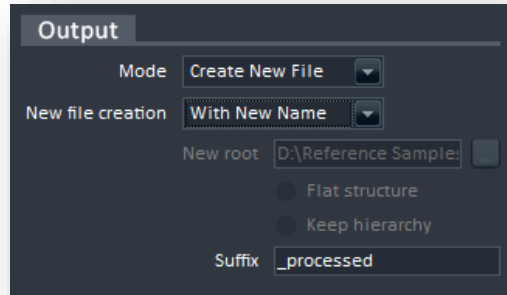 Output
Mode Create New File
New file creation With New Name
New root D:\Reference Sample: ...
Flat structure
Keep hierarchy
Suffix _processed